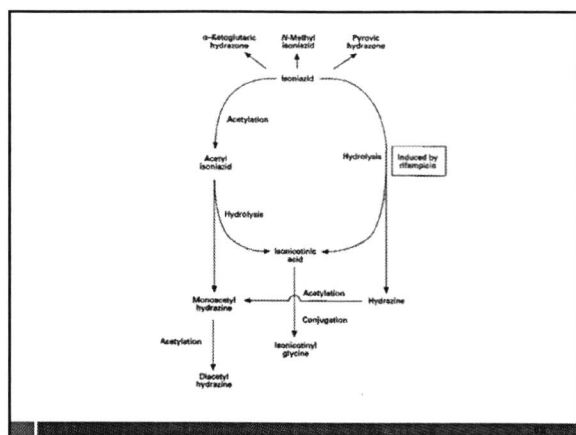 α-Ketoglutaric
hydrazone
N-Methyl
isoniazid
Pyrovic
hydrazone
Isoniazid
Acetylation
Acetyl
isoniazid
Hydrolysis
Induced by
rifampicin
Hydrolysis
Isonicotinic
acid
Monoacetyl
hydrazine
Acetylation
Hydrazine
Conjugation
Acetylation
Isonicotinyl
glycine
Diacetyl
hydrazine